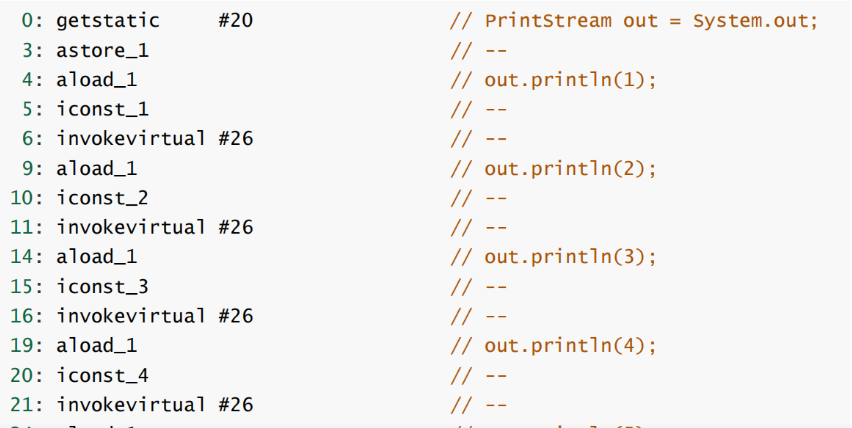 0: getstatic     #20                 // PrintStream out = System.out;
3: astore_1                          // --
4: aload_1                           // out.println(1);
5: iconst_1                          // --
6: invokevirtual #26                 // --
9: aload_1                           // out.println(2);
10: iconst_2                          // --
11: invokevirtual #26                 // --
14: aload_1                           // out.println(3);
15: iconst_3                          // --
16: invokevirtual #26                 // --
19: aload_1                           // out.println(4);
20: iconst_4                          // --
21: invokevirtual #26                 // --